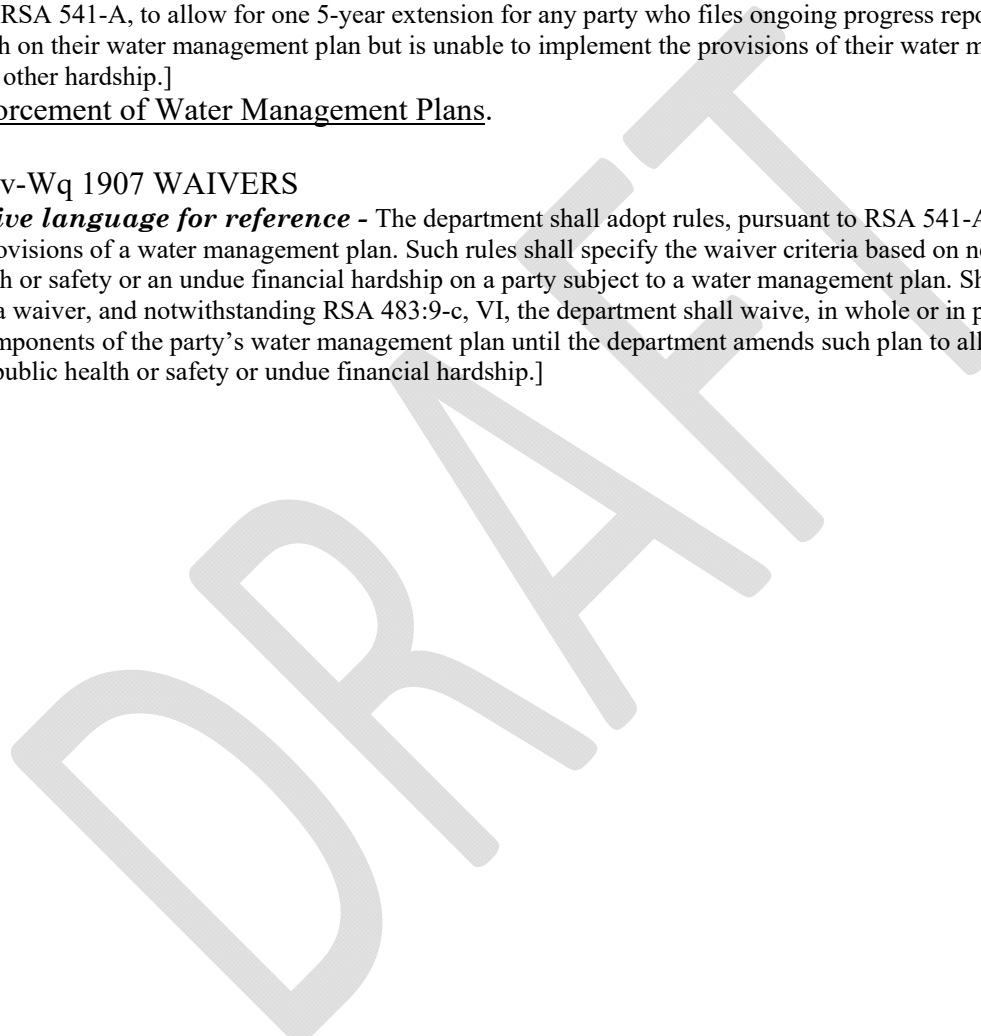 RSA 541-A, to allow for one 5-year extension for any party who files ongoing progress repo
h on their water management plan but is unable to implement the provisions of their water m
other hardship.]
orcement of Water Management Plans.
v-Wq 1907 WAIVERS
ive language for reference - The department shall adopt rules, pursuant to RSA 541-A
ovisions of a water management plan. Such rules shall specify the waiver criteria based on n
h or safety or an undue financial hardship on a party subject to a water management plan. Sh
a waiver, and notwithstanding RSA 483:9-c, VI, the department shall waive, in whole or in p
mponents of the party’s water management plan until the department amends such plan to all
public health or safety or undue financial hardship.]
DRAFT